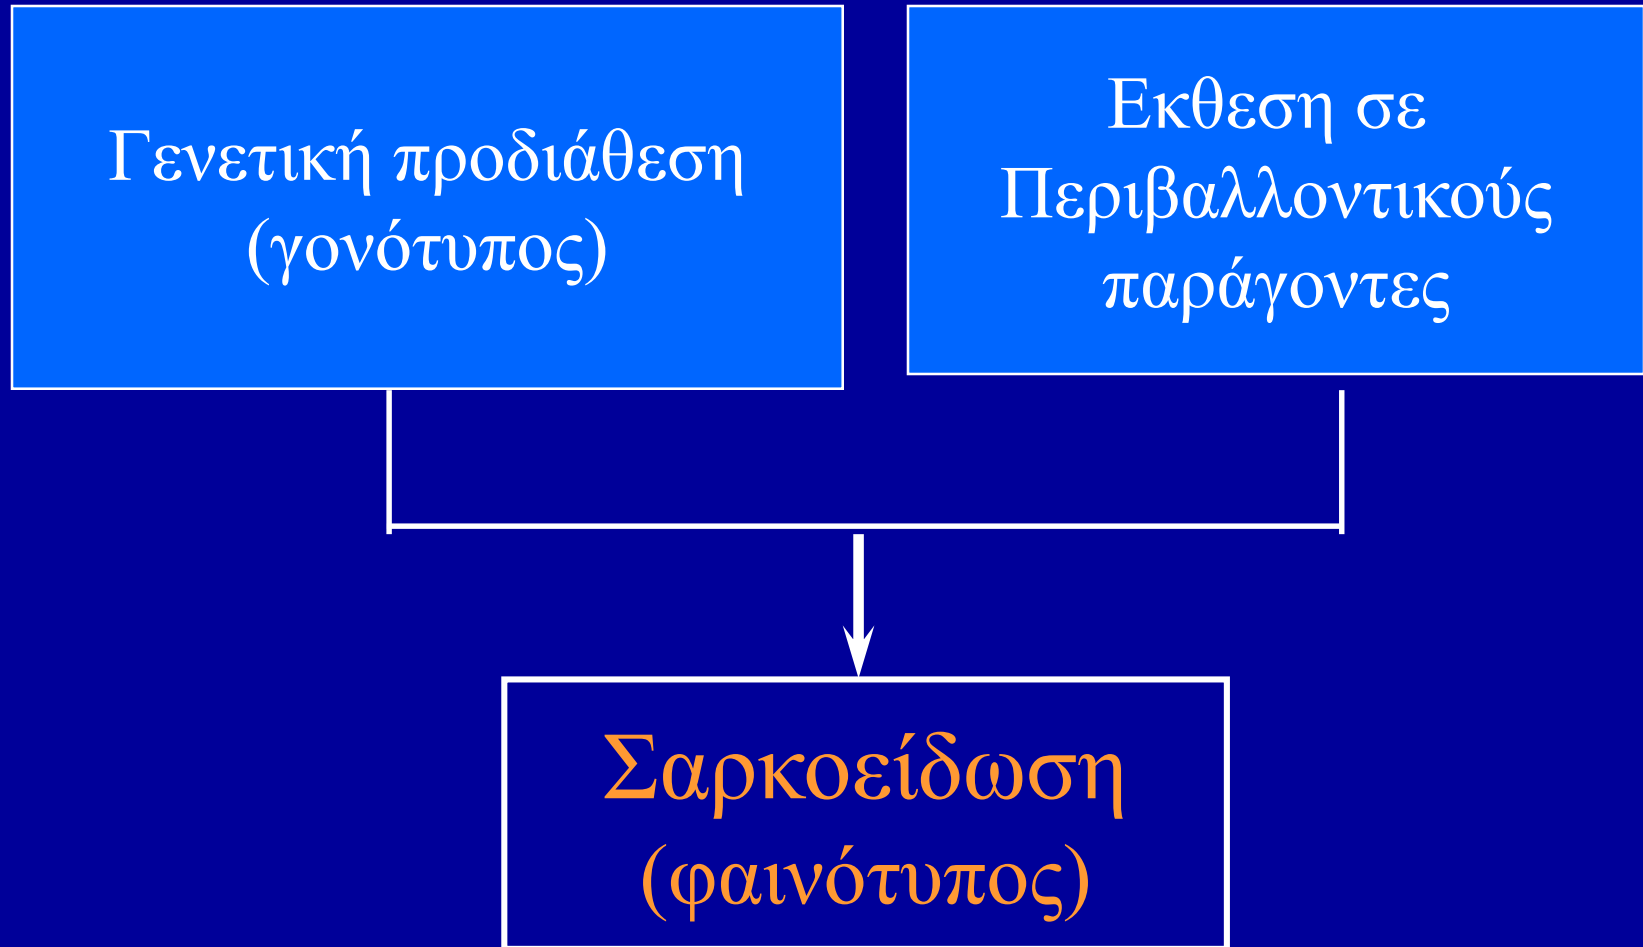 Γενετική προδιάθεση
(γονότυπος)
Εκθεση σε
Περιβαλλοντικούς
παράγοντες
Σαρκοείδωση
(φαινότυπος)